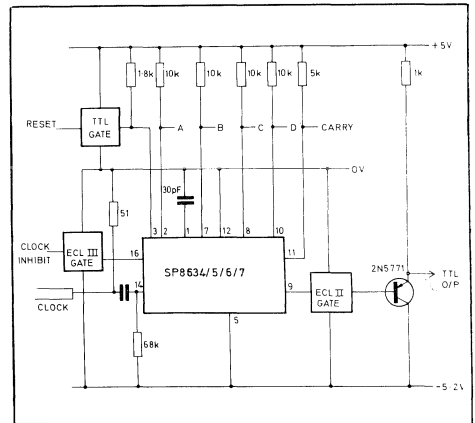 +5V
1·8k 10k 10k 10k 10k 5k 1k
RESET TTL GATE A B C D CARRY
0V
30pF
51
3 2 1 7 12 8 10
CLOCK INHIBIT ECL III GATE 16 SP8634/5/6/7 11
2N5771
TTL O/P
14 9 ECL II GATE
CLOCK
5
68k
-5·2V